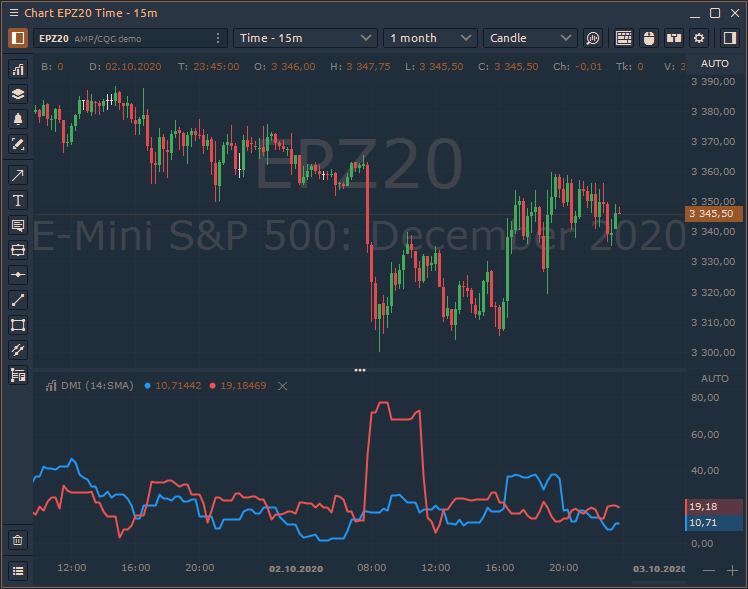 Chart EPZ20 Time - 15m
EPZ20 AMP/CQG demo Time - 15m 1 month Candle
B: 0 D: 02.10.2020 T: 23:45:00 O: 3 346,00 H: 3 347,75 L: 3 345,50 C: 3 345,50 Ch: -0,01 Tk: 0 V: 3
AUTO
3 390,00
3 380,00
3 370,00
EPZ20
3 360,00
3 350,00
3 345,50
E-Mini S&P 500: December 2020
3 340,00
3 330,00
3 320,00
3 310,00
3 300,00
DMI (14:SMA) 10,71442 19,18469
AUTO
80,00
60,00
40,00
19,18
10,71
0,00
12:00 16:00 20:00 02.10.2020 08:00 12:00 16:00 20:00 03.10.2020